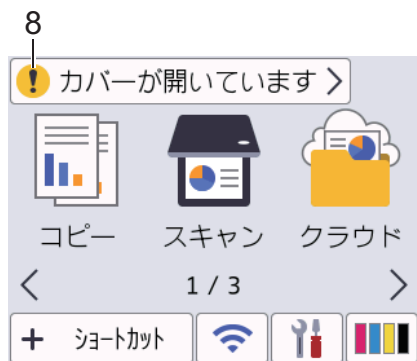 8
! カバーが開いています >
コピー スキャン クラウド
< 1 / 3 >
+ ショートカット